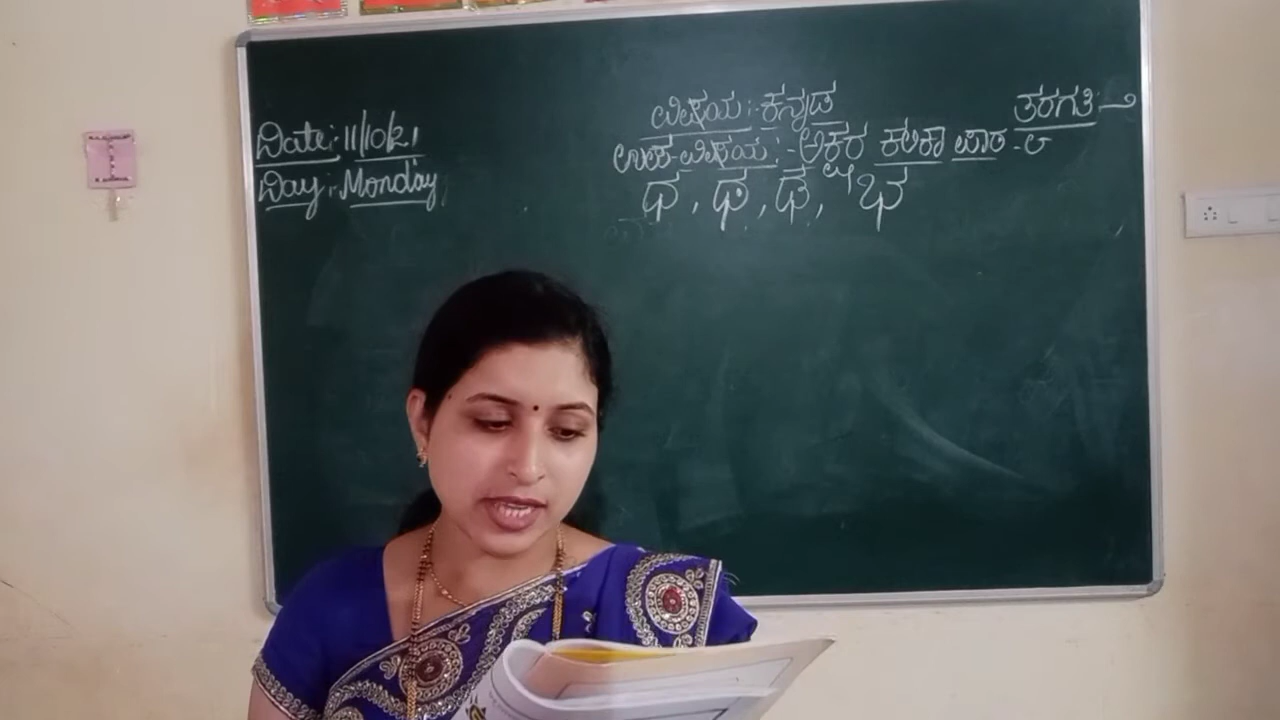 Date:- 11/10/21
Day:- Monday
ವಿಷಯ:- ಕನ್ನಡ
ತರಗತಿ - ೨
ಉಪ-ವಿಷಯ:- ಅಕ್ಷರ ಕಲಿಕಾ ಪಾಠ - ೮
ಧ, ಥ, ಢ, ಭ